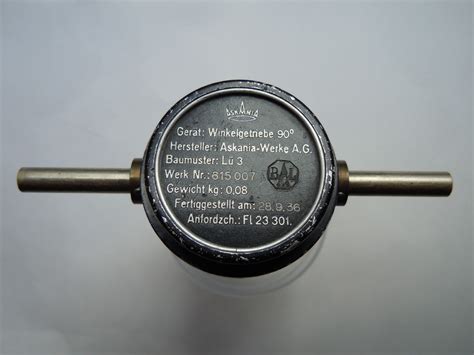 ASKANIA
Gerät: Winkelgetriebe 90°
Hersteller: Askania-Werke A.G.
Baumuster: Lü 3
Werk Nr.: 615 007
Gewicht kg: 0,08
Fertiggestellt am: 28.9.36
Anfordzch.: Fl. 23 301.
BAL